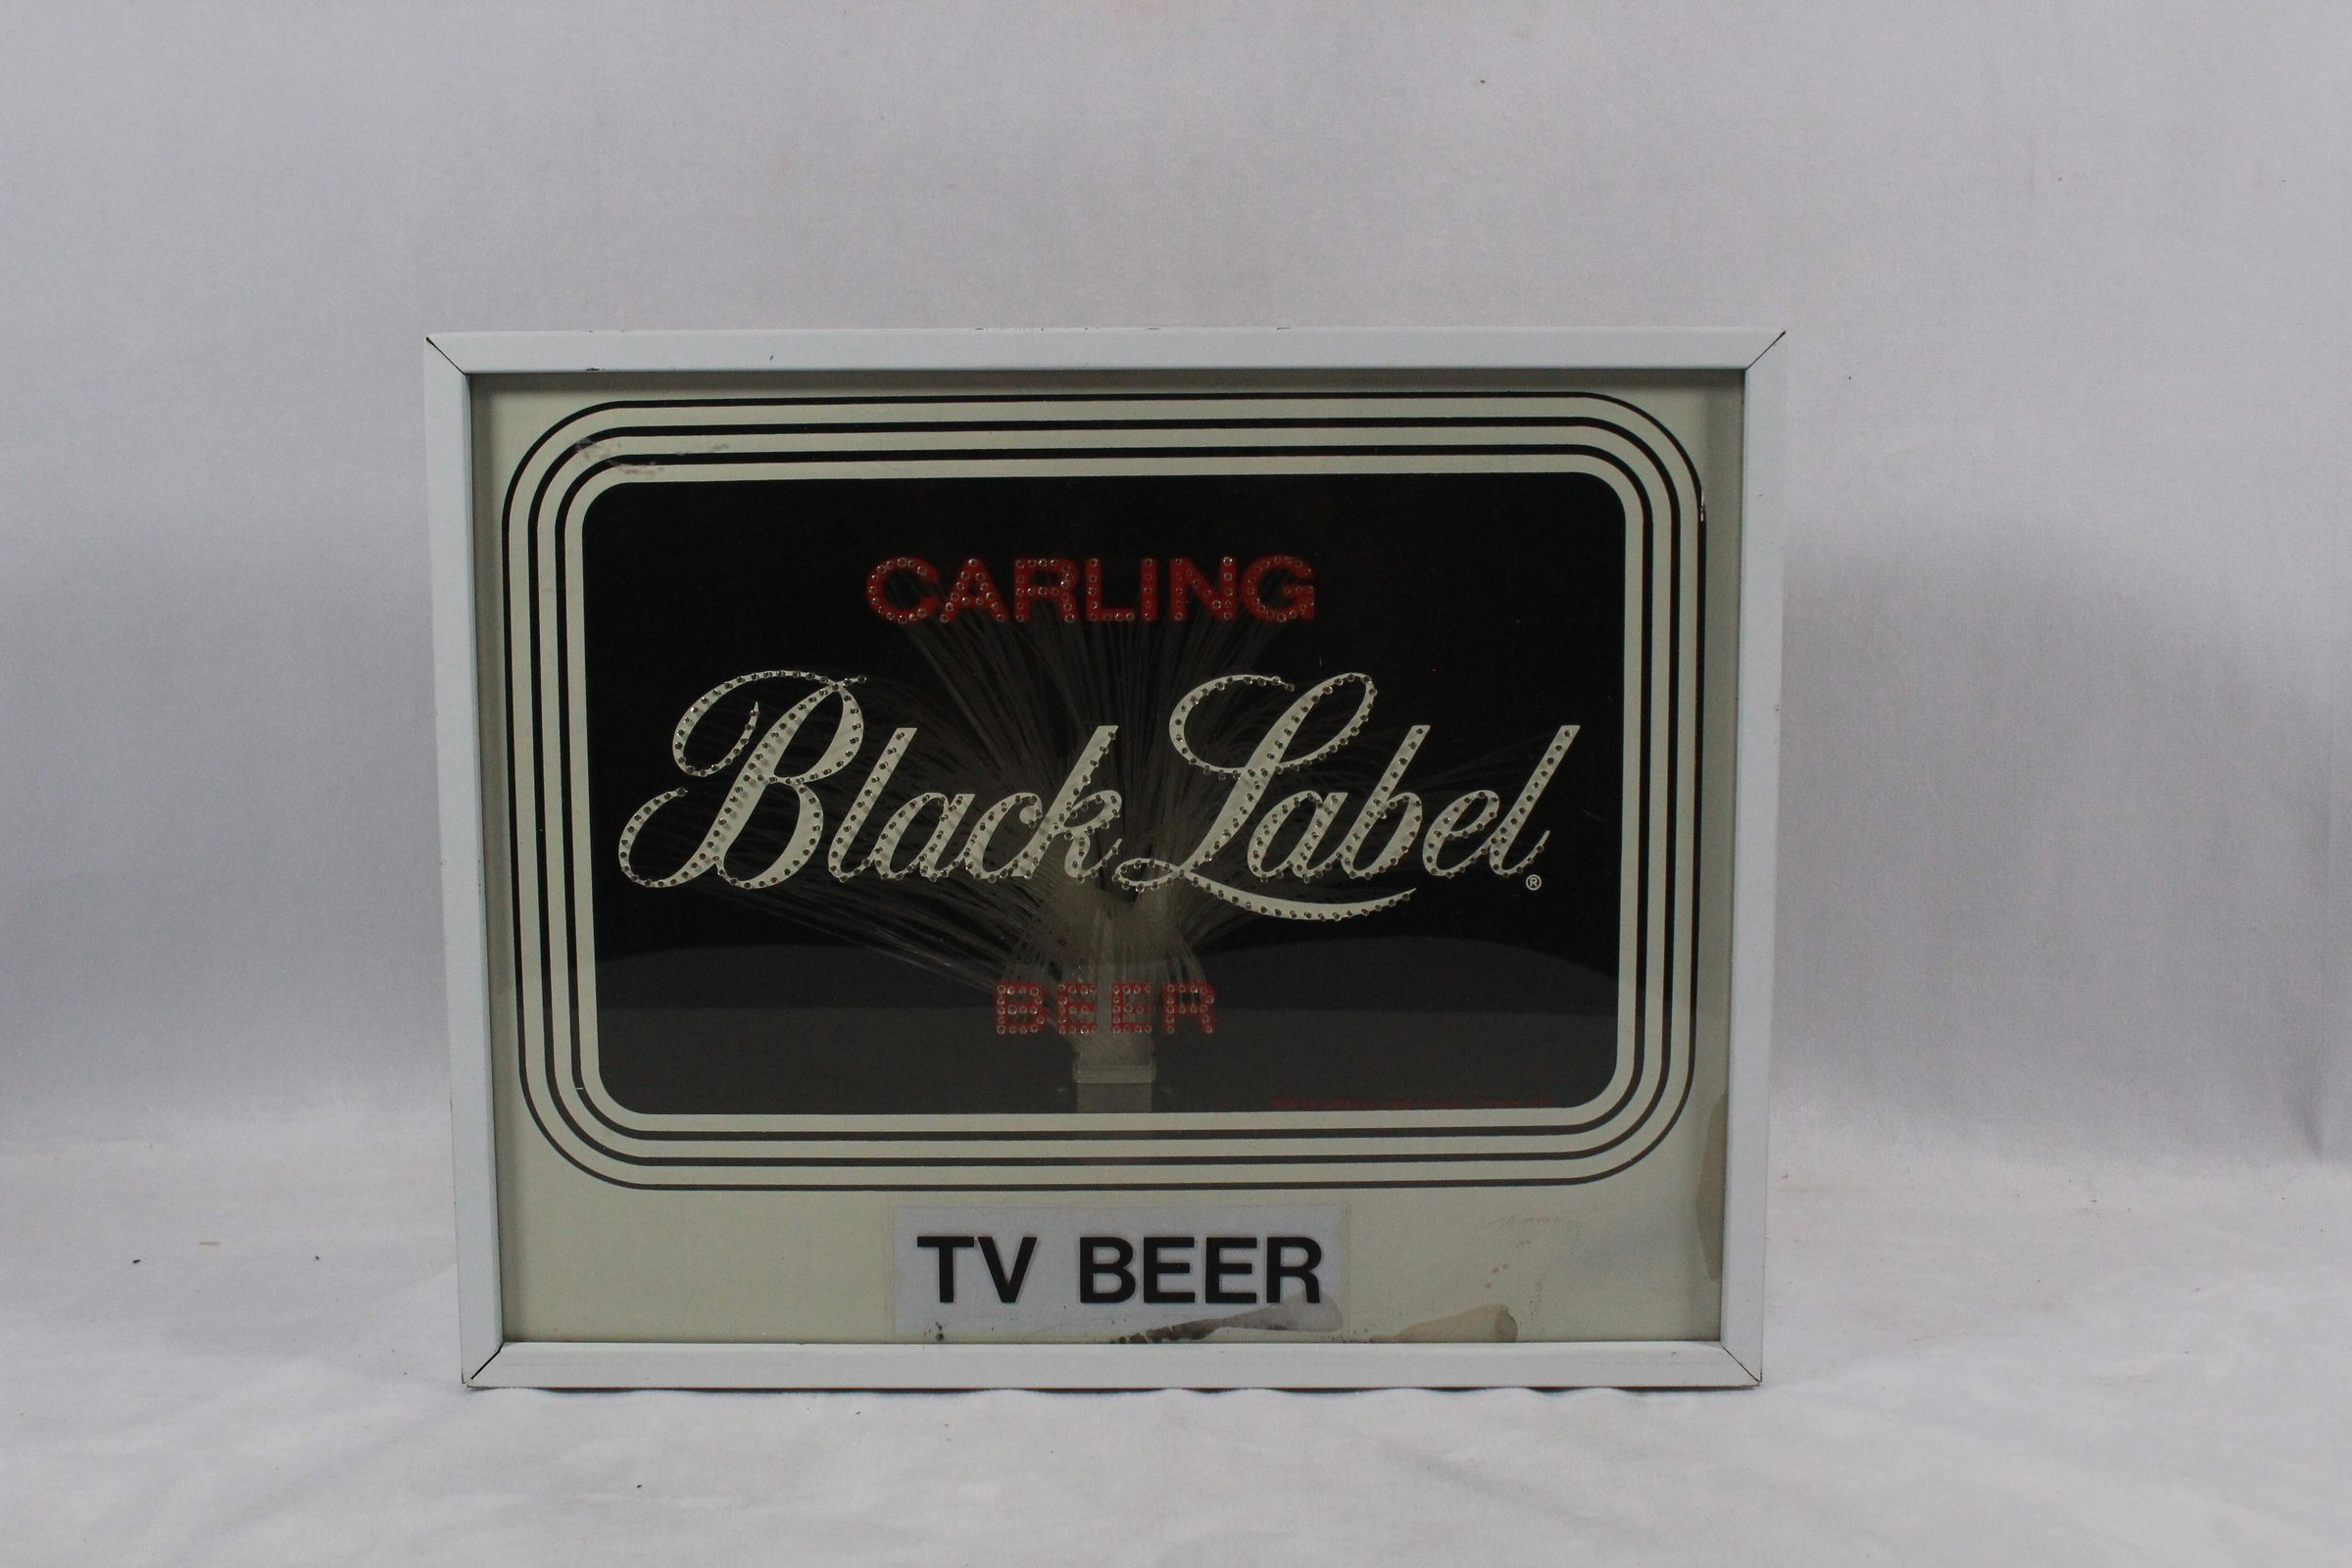 CARLING
Black Label®
BEER
TV BEER